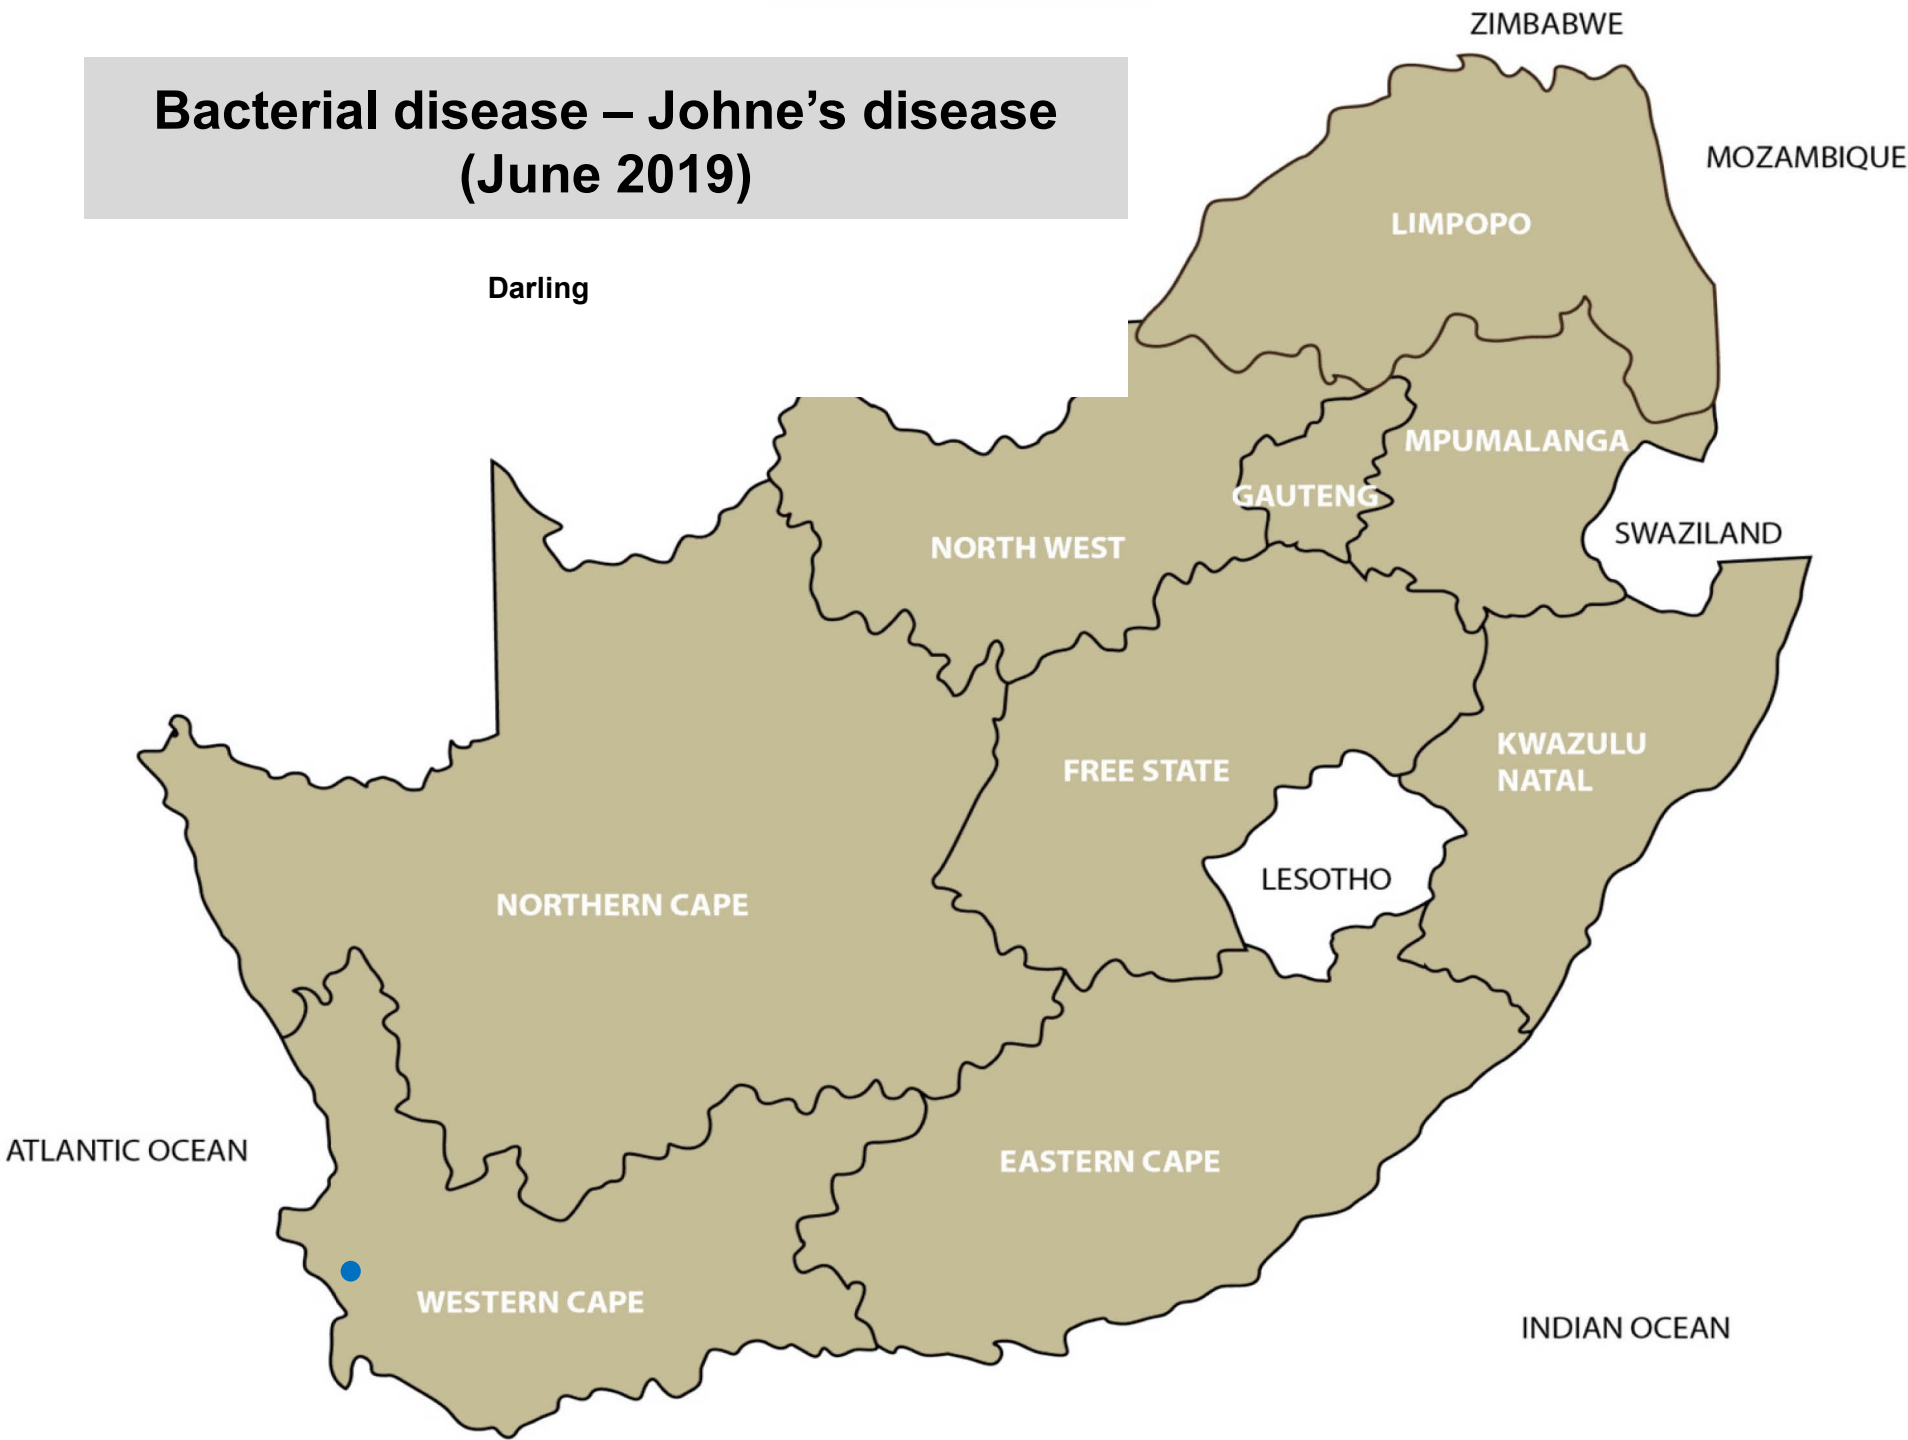 Bacterial disease – Johne’s disease
(June 2019)
Darling
ZIMBABWE
MOZAMBIQUE
LIMPOPO
MPUMALANGA
GAUTENG
SWAZILAND
NORTH WEST
KWAZULU
NATAL
FREE STATE
LESOTHO
NORTHERN CAPE
ATLANTIC OCEAN
EASTERN CAPE
WESTERN CAPE
INDIAN OCEAN